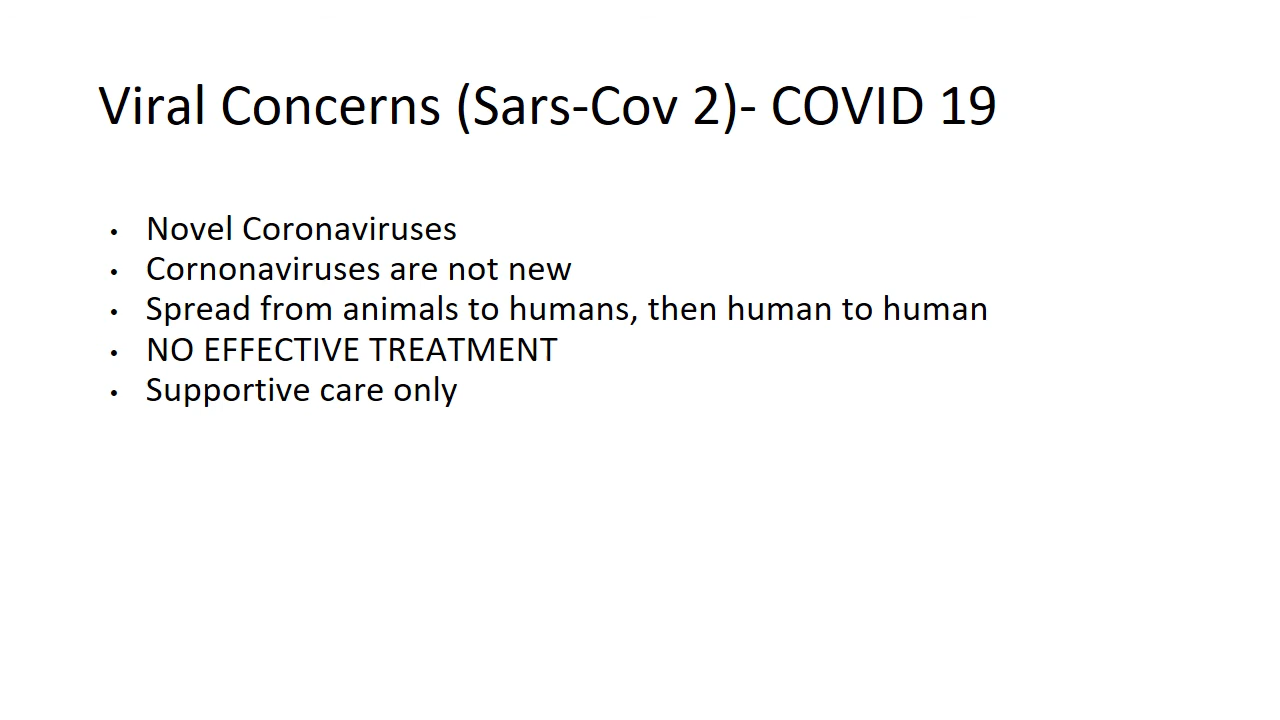 Viral Concerns (Sars-Cov 2)- COVID 19
• Novel Coronaviruses
• Cornonaviruses are not new
• Spread from animals to humans, then human to human
• NO EFFECTIVE TREATMENT
• Supportive care only